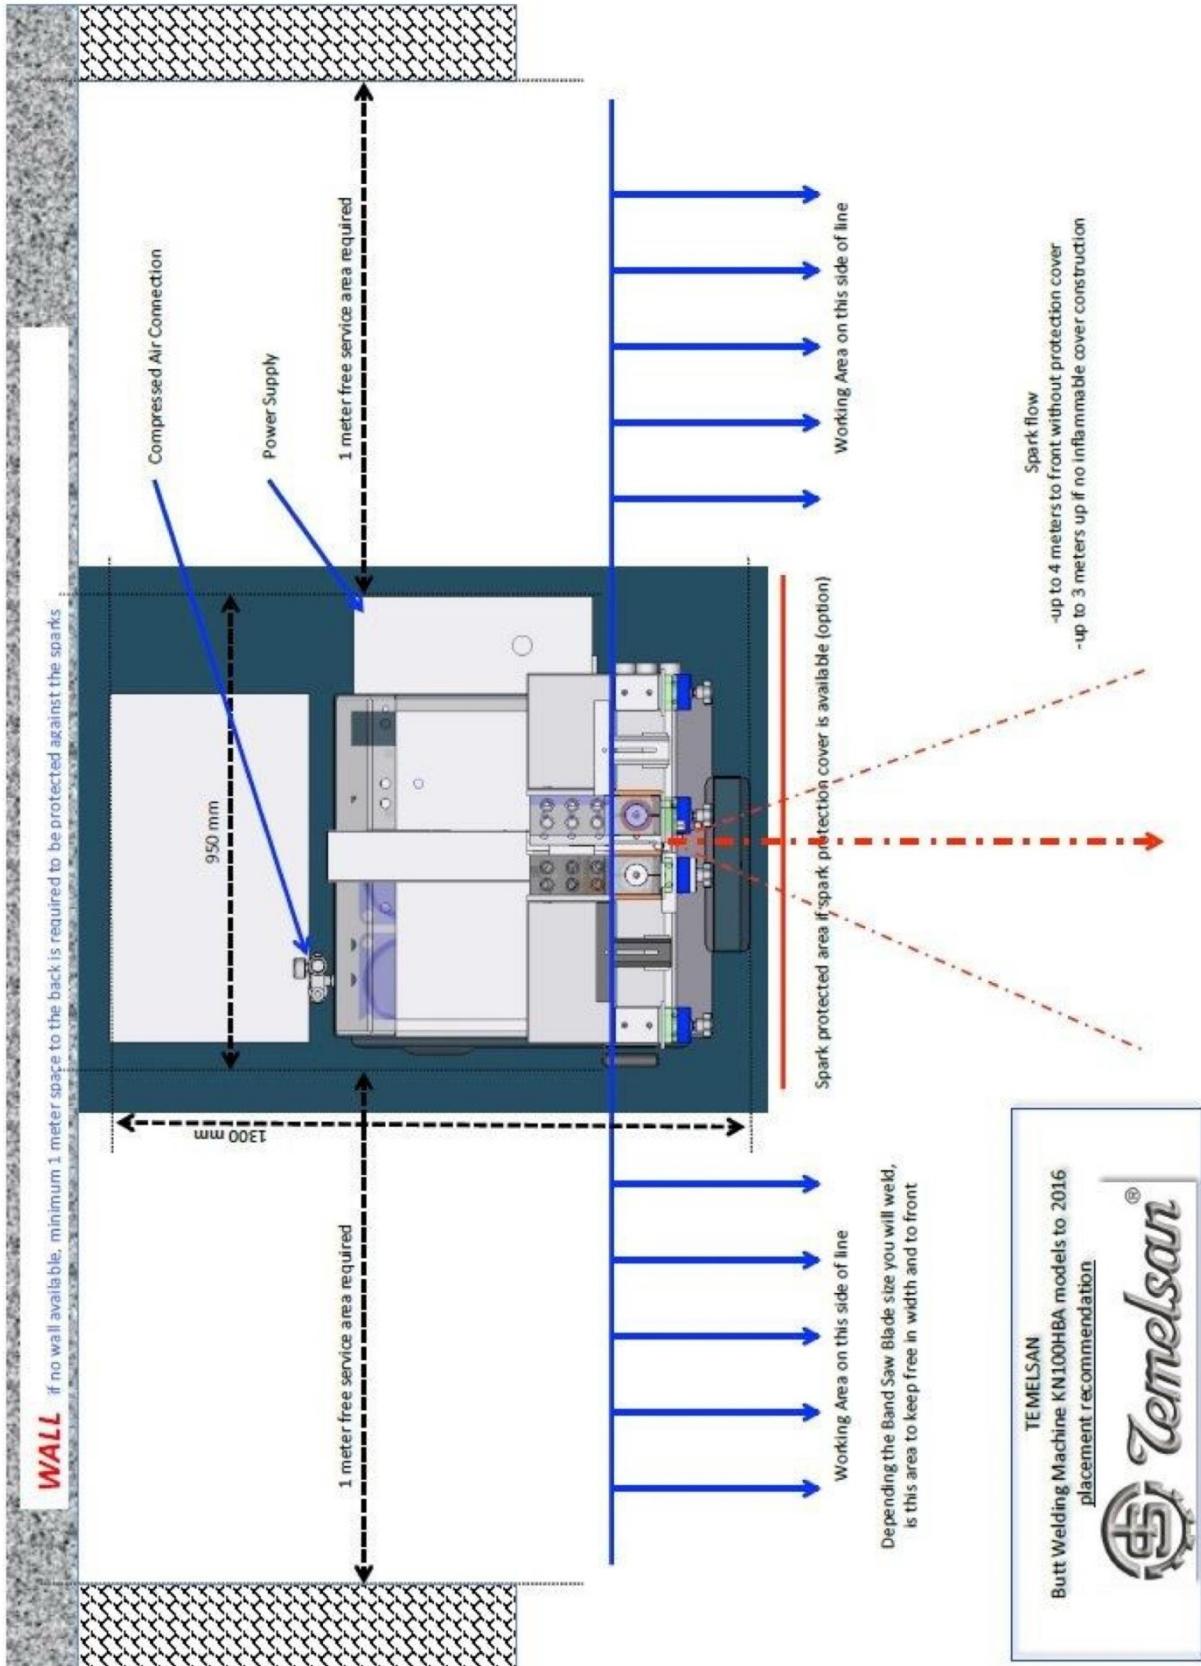 WALL if no wall available, minimum 1 meter space to the back is required to be protected against the sparks
Compressed Air Connection
Power Supply
950 mm
1300 mm
1 meter free service area required
1 meter free service area required
Working Area on this side of line
Working Area on this side of line
Depending the Band Saw Blade size you will weld,
is this area to keep free in width and to front
Spark protected area if spark protection cover is available (option)
Spark flow
-up to 4 meters to front without protection cover
-up to 3 meters up if no inflammable cover construction
TEMELSAN
Butt Welding Machine KN100HBA models to 2016
placement recommendation
Temelsan ®